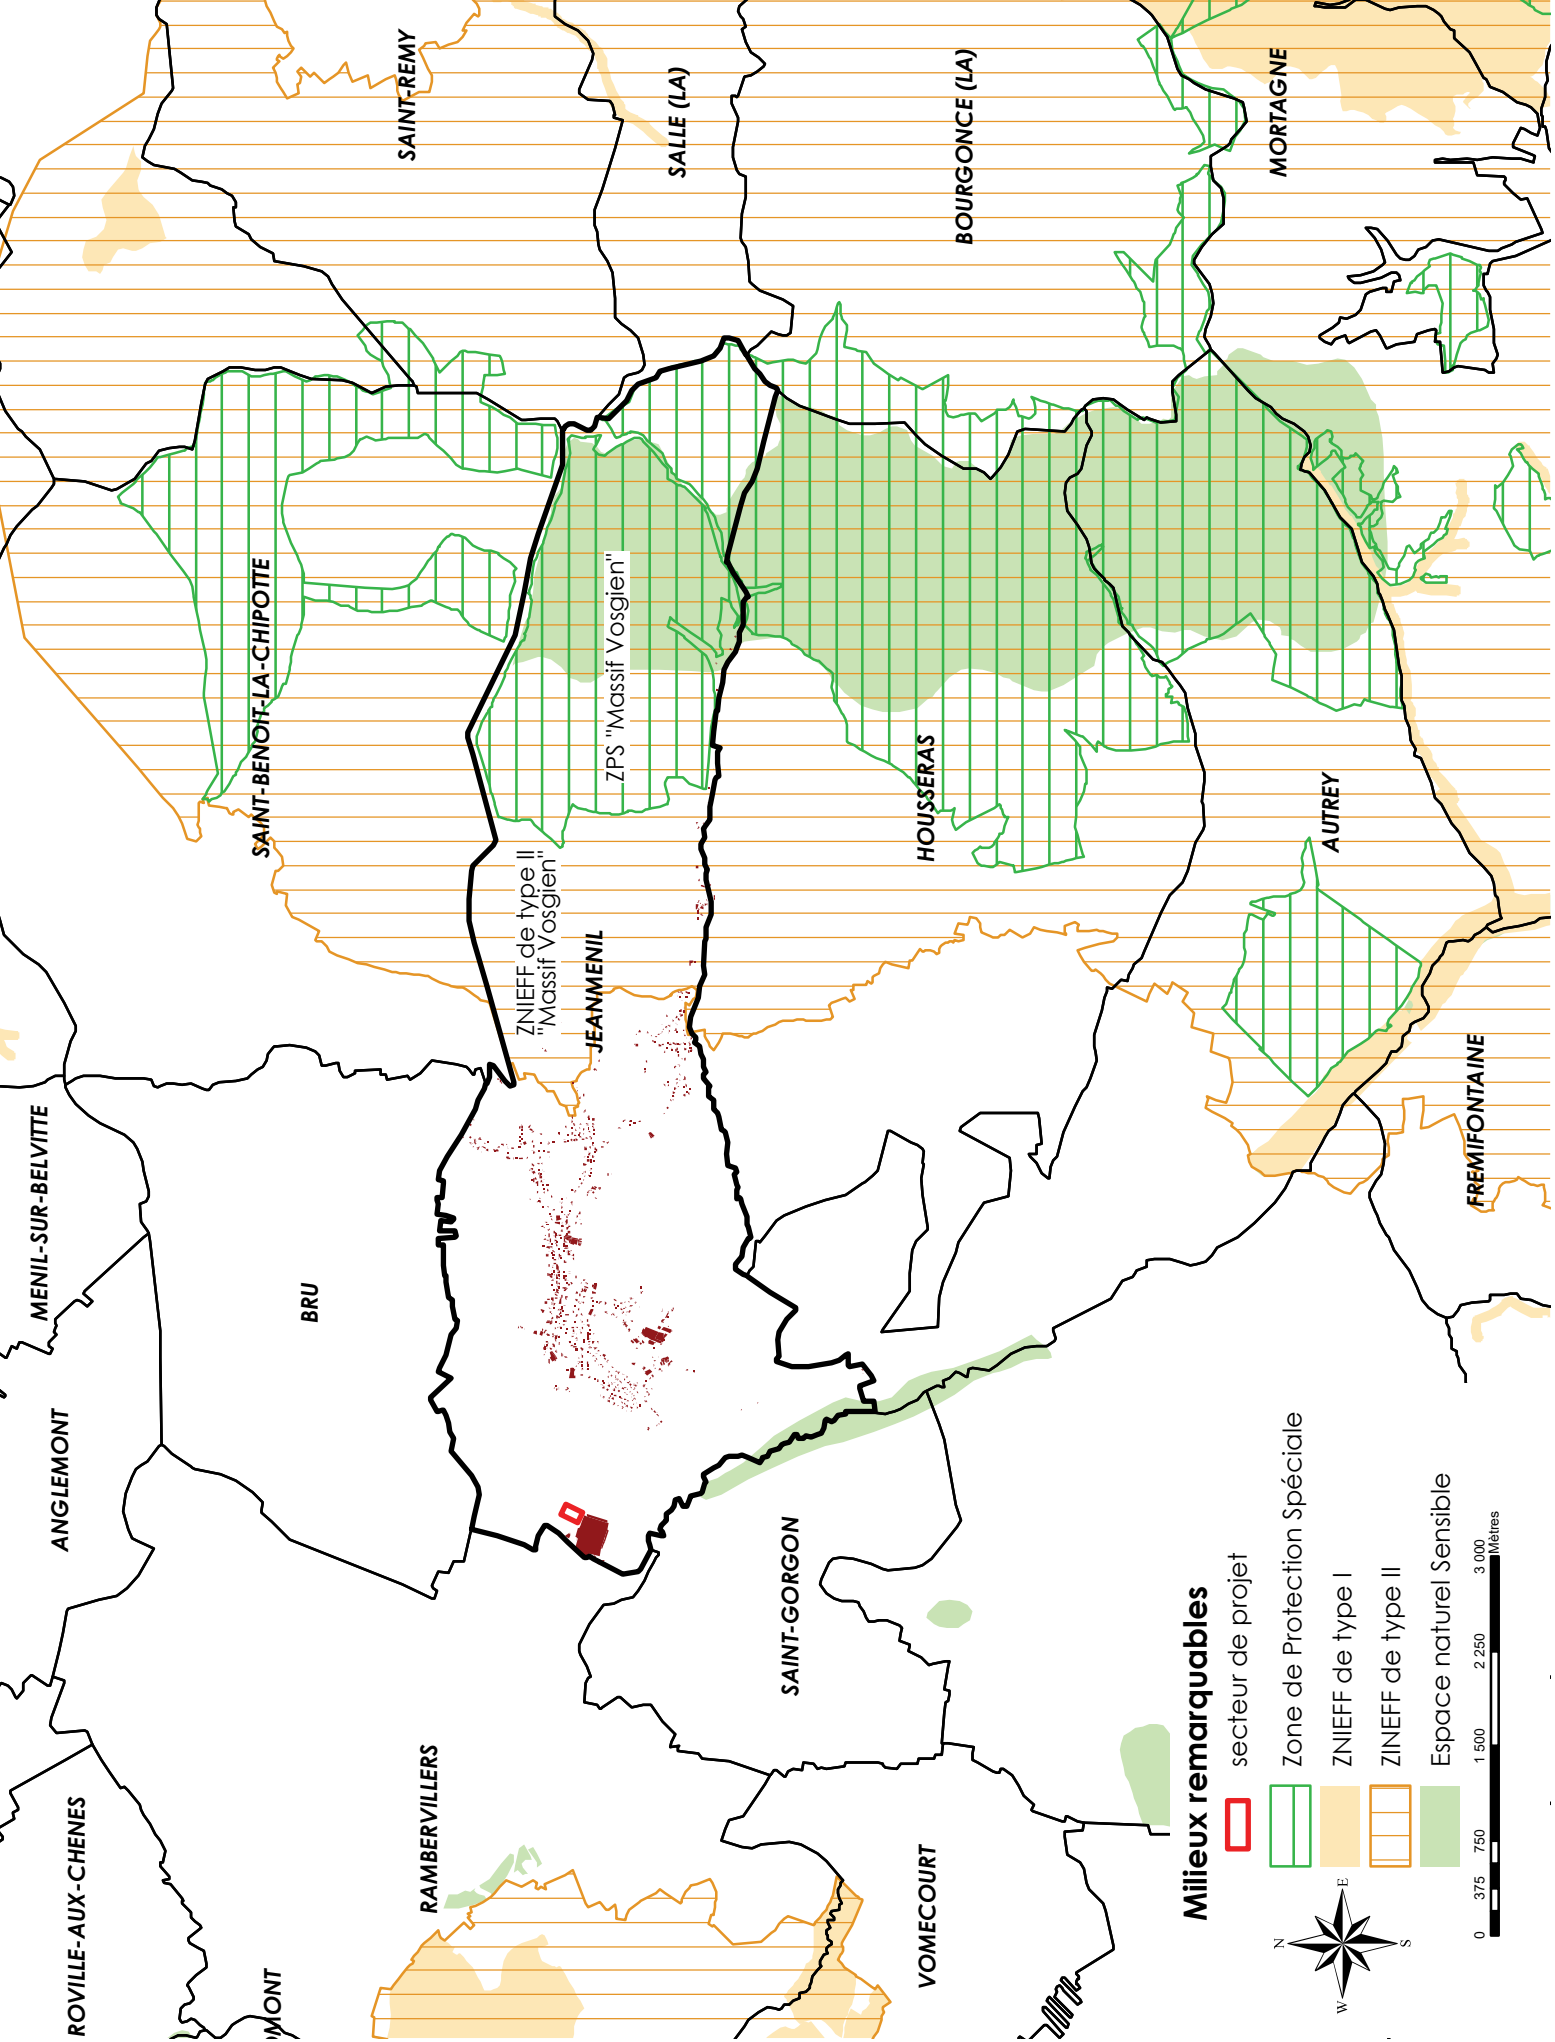 ROVILLE-AUX-CHENES
ANGLEMONT
MENIL-SUR-BELVITTE
BRU
SAINT-BENOIT-LA-CHIPOTTE
SAINT-REMY
SALLE (LA)
BOURGONCE (LA)
MORTAGNE
RAMBERVILLERS
ZNIEFF de type II
"Massif Vosgien"
JEANMENIL
ZPS "Massif Vosgien"
SAINT-GORGON
HOUSSERAS
AUTREY
FREMIFONTAINE
VOMECOURT
Milieux remarquables
secteur de projet
Zone de Protection Spéciale
ZNIEFF de type I
ZINEFF de type II
Espace naturel Sensible
0 375 750 1 500 2 250 3 000
Mètres
N
W E
S